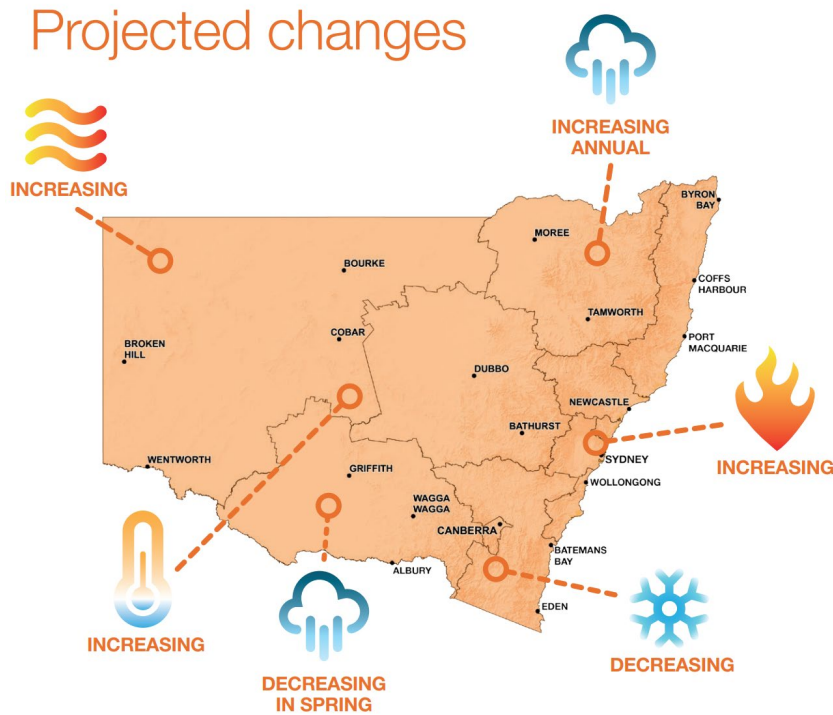 Projected changes
INCREASING
ANNUAL
INCREASING
BYRON
BAY
MOREE
BOURKE
COFFS
HARBOUR
TAMWORTH
COBAR
BROKEN
HILL
PORT
MACQUARIE
DUBBO
NEWCASTLE
BATHURST
SYDNEY
INCREASING
WENTWORTH
GRIFFITH
WOLLONGONG
WAGGA
WAGGA
CANBERRA
BATEMANS
BAY
ALBURY
EDEN
INCREASING
DECREASING
DECREASING
IN SPRING